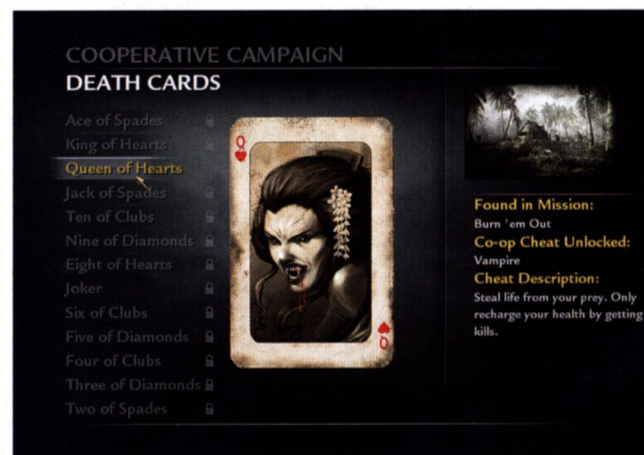 COOPERATIVE CAMPAIGN
DEATH CARDS
Ace of Spades
King of Hearts
Queen of Hearts
Jack of Spades
Ten of Clubs
Nine of Diamonds
Eight of Hearts
Joker
Six of Clubs
Five of Diamonds
Four of Clubs
Three of Diamonds
Two of Spades
Q
Q
Found in Mission:
Burn 'em Out
Co-op Cheat Unlocked:
Vampire
Cheat Description:
Steal life from your prey. Only
recharge your health by getting
kills.